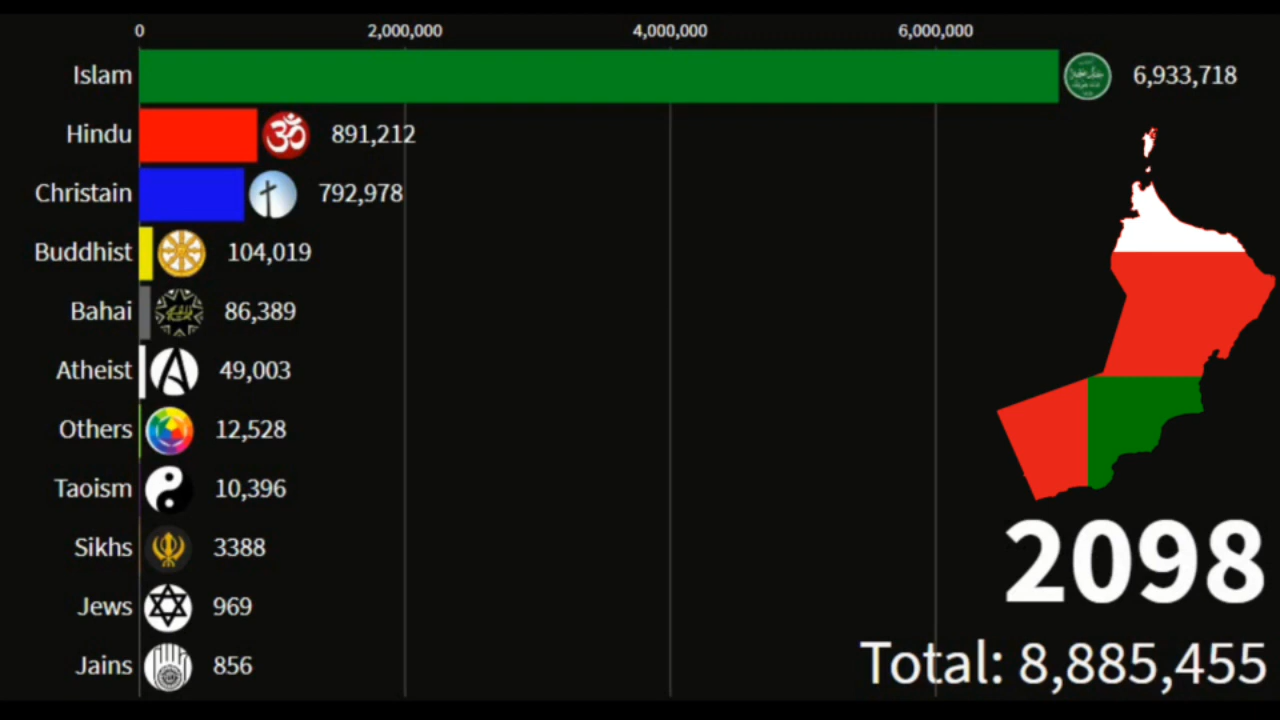 0 2,000,000 4,000,000 6,000,000
Islam 6,933,718
Hindu 891,212
Christain 792,978
Buddhist 104,019
Bahai 86,389
Atheist 49,003
Others 12,528
Taoism 10,396
Sikhs 3388
Jews 969
Jains 856
2098
Total: 8,885,455